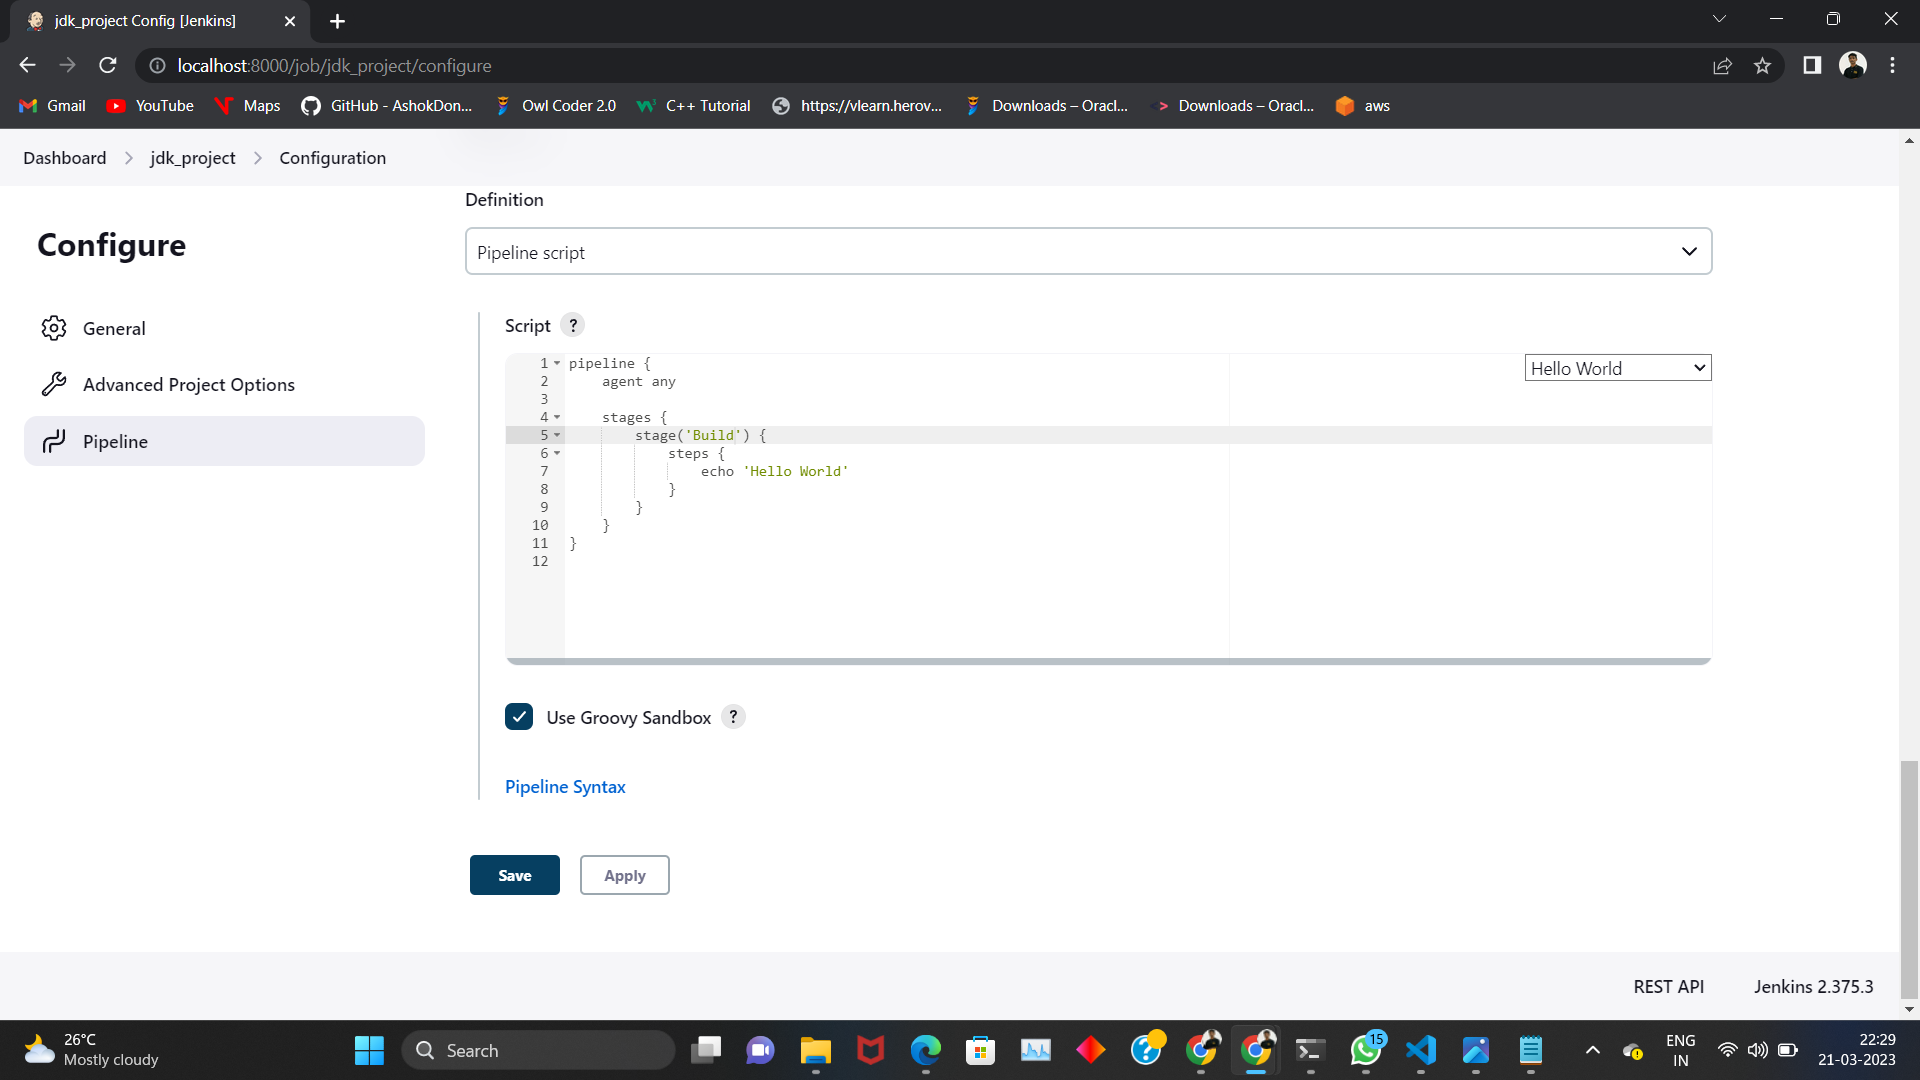 jdk_project Config [Jenkins]
localhost:8000/job/jdk_project/configure
Gmail YouTube Maps GitHub - AshokDon... Owl Coder 2.0 C++ Tutorial https://vlearn.herov... Downloads – Oracl... Downloads – Oracl... aws
Dashboard jdk_project Configuration
Configure
General
Advanced Project Options
Pipeline
Definition
Pipeline script
Script ?
Hello World
1 pipeline {
2     agent any
3
4     stages {
5         stage('Build') {
6             steps {
7                 echo 'Hello World'
8             }
9         }
10     }
11 }
12
Use Groovy Sandbox ?
Pipeline Syntax
Save Apply
REST API Jenkins 2.375.3
26°C
Mostly cloudy
Search
15
ENG
IN
22:29
21-03-2023